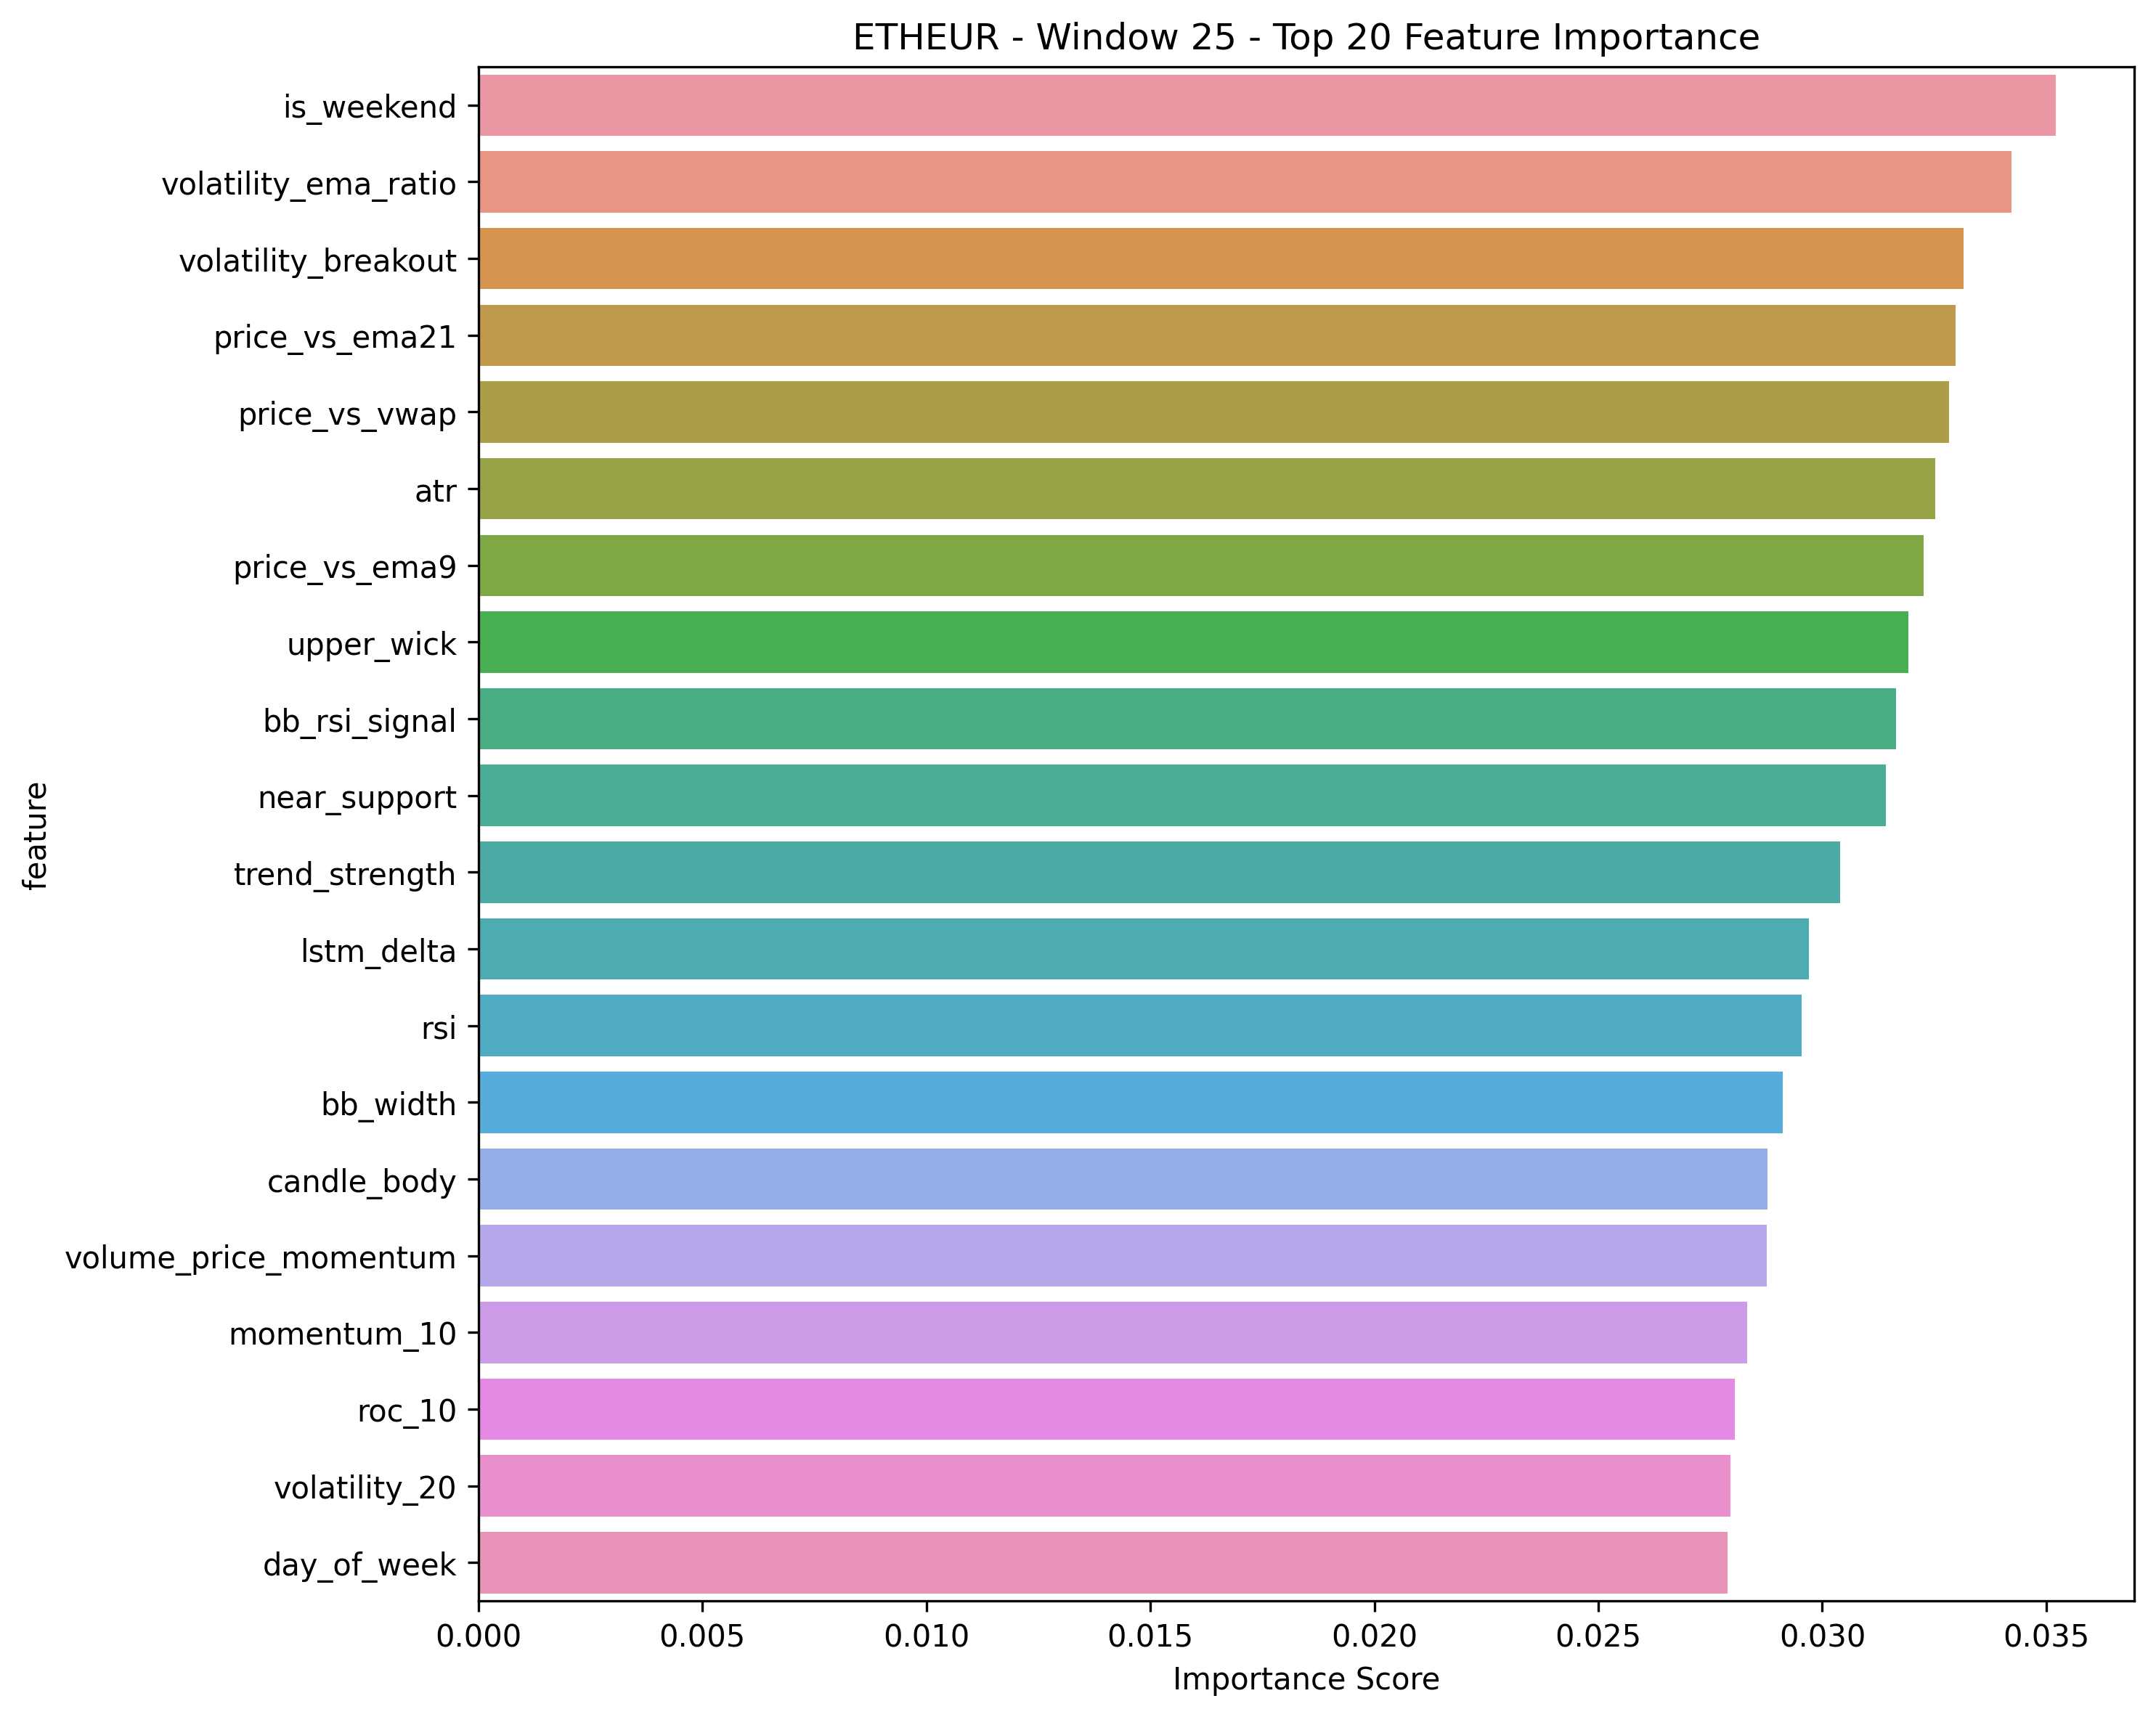 ETHEUR - Window 25 - Top 20 Feature Importance
feature
is_weekend
volatility_ema_ratio
volatility_breakout
price_vs_ema21
price_vs_vwap
atr
price_vs_ema9
upper_wick
bb_rsi_signal
near_support
trend_strength
lstm_delta
rsi
bb_width
candle_body
volume_price_momentum
momentum_10
roc_10
volatility_20
day_of_week
0.000 0.005 0.010 0.015 0.020 0.025 0.030 0.035
Importance Score